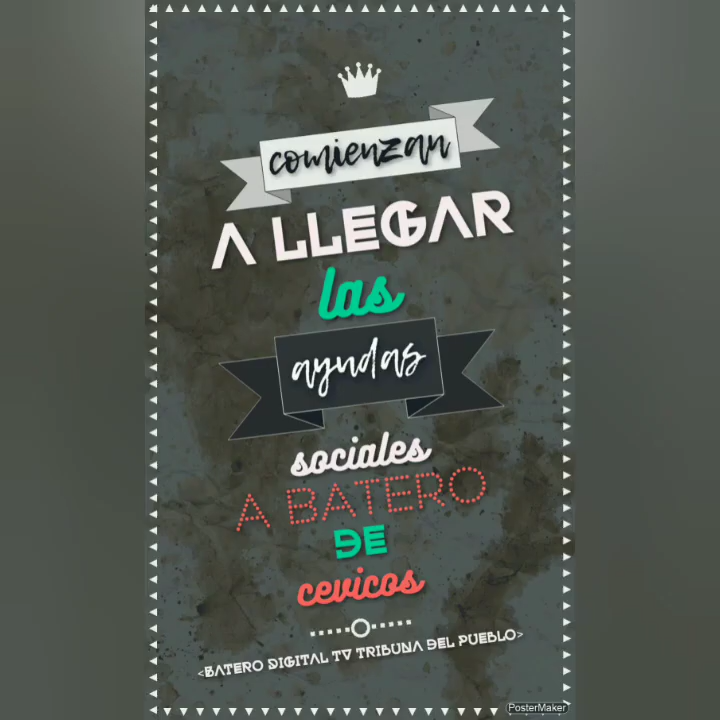 comienzan
A LLEGAR
las
ayudas
sociales
A BATERO
DE
cevicos
<BATERO DIGITAL TV TRIBUNA DEL PUEBLO>
PosterMaker